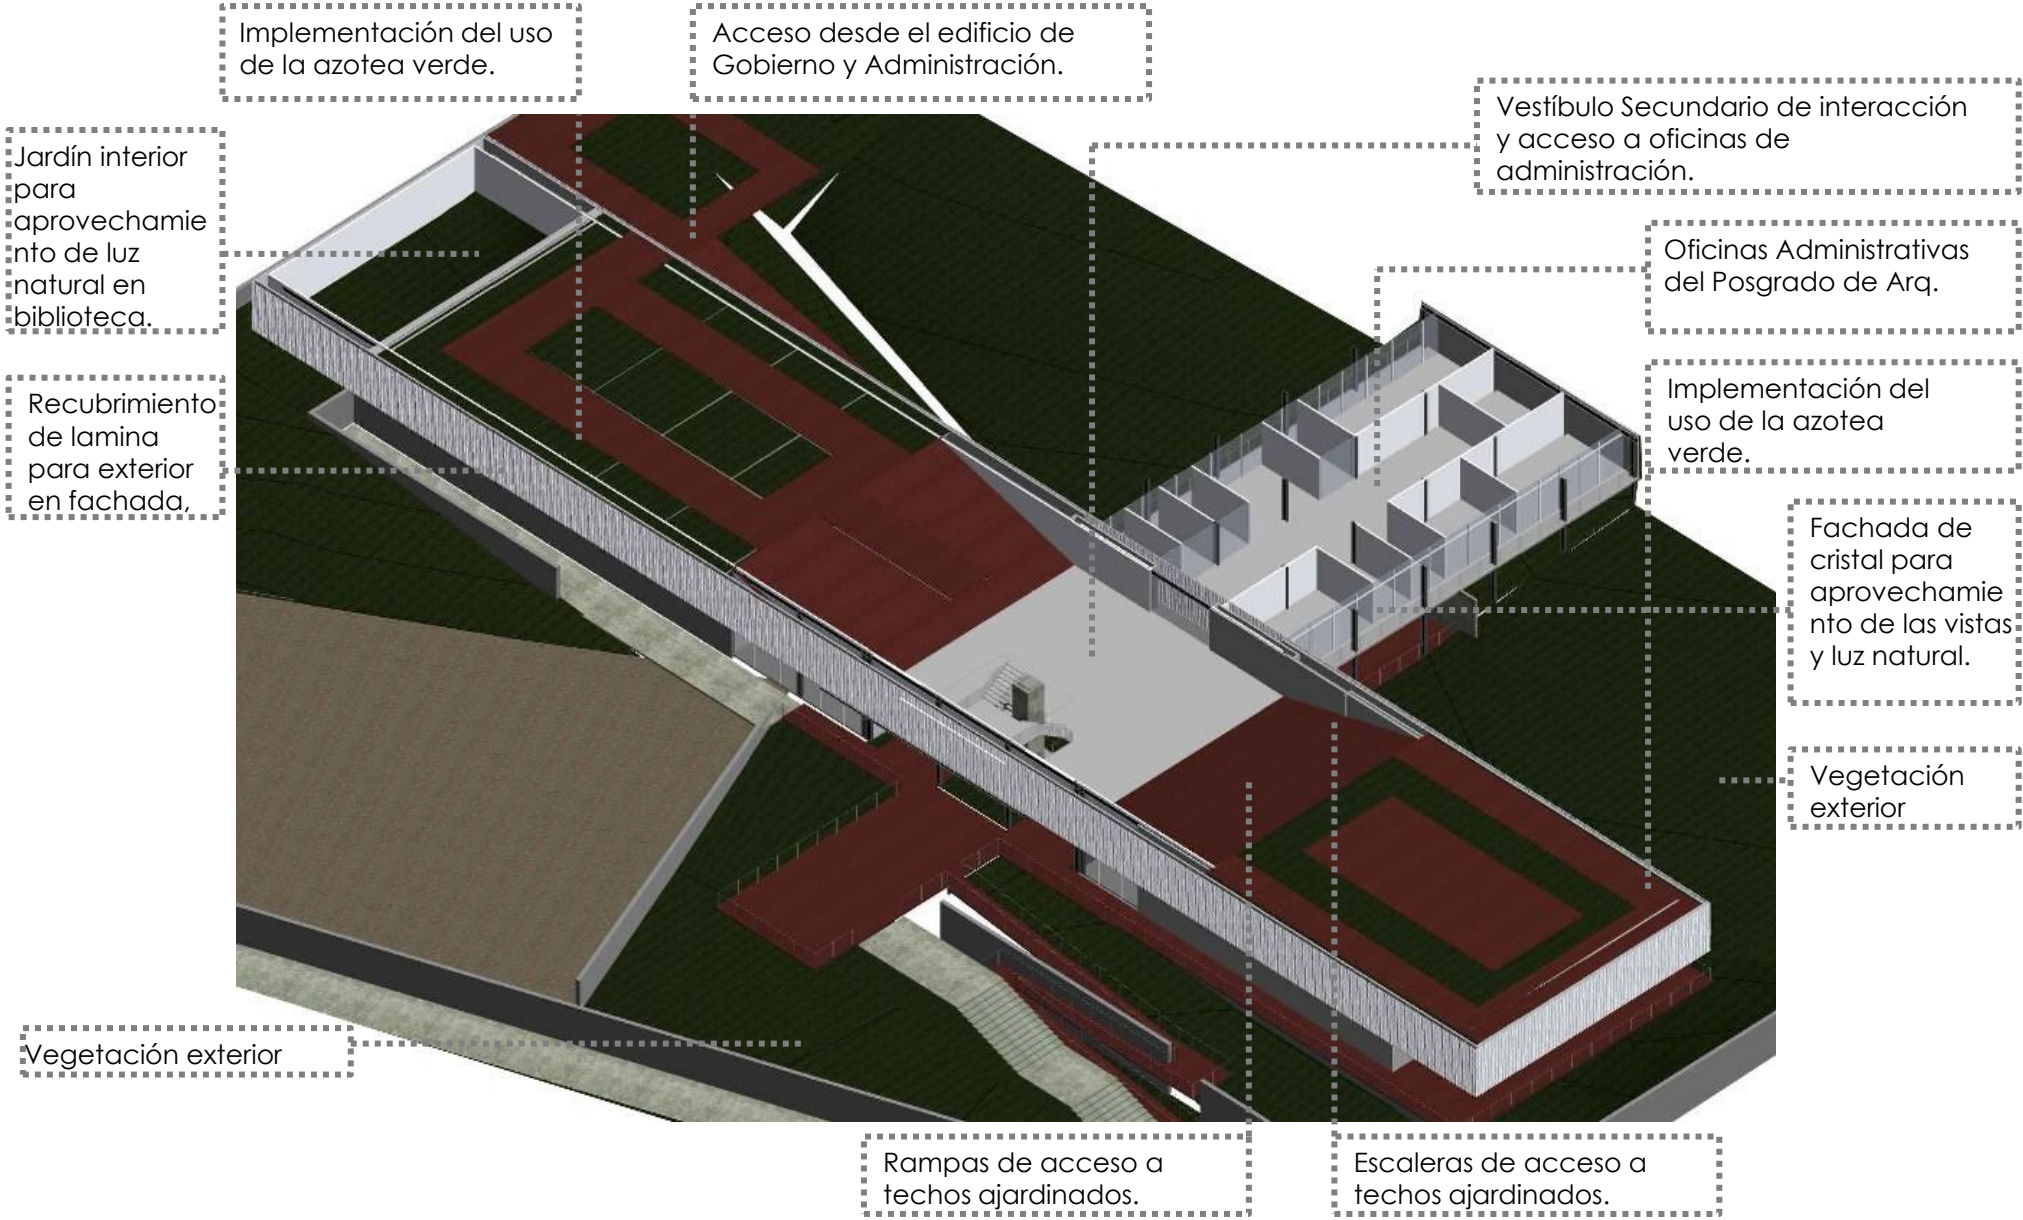 Implementación del uso
de la azotea verde.
Acceso desde el edificio de
Gobierno y Administración.
Vestíbulo Secundario de interacción
y acceso a oficinas de
administración.
Jardín interior
para
aprovechamie
nto de luz
natural en
biblioteca.
Oficinas Administrativas
del Posgrado de Arq.
Recubrimiento
de lamina
para exterior
en fachada,
Implementación del
uso de la azotea
verde.
Fachada de
cristal para
aprovechamie
nto de las vistas
y luz natural.
Vegetación
exterior
Vegetación exterior
Rampas de acceso a
techos ajardinados.
Escaleras de acceso a
techos ajardinados.